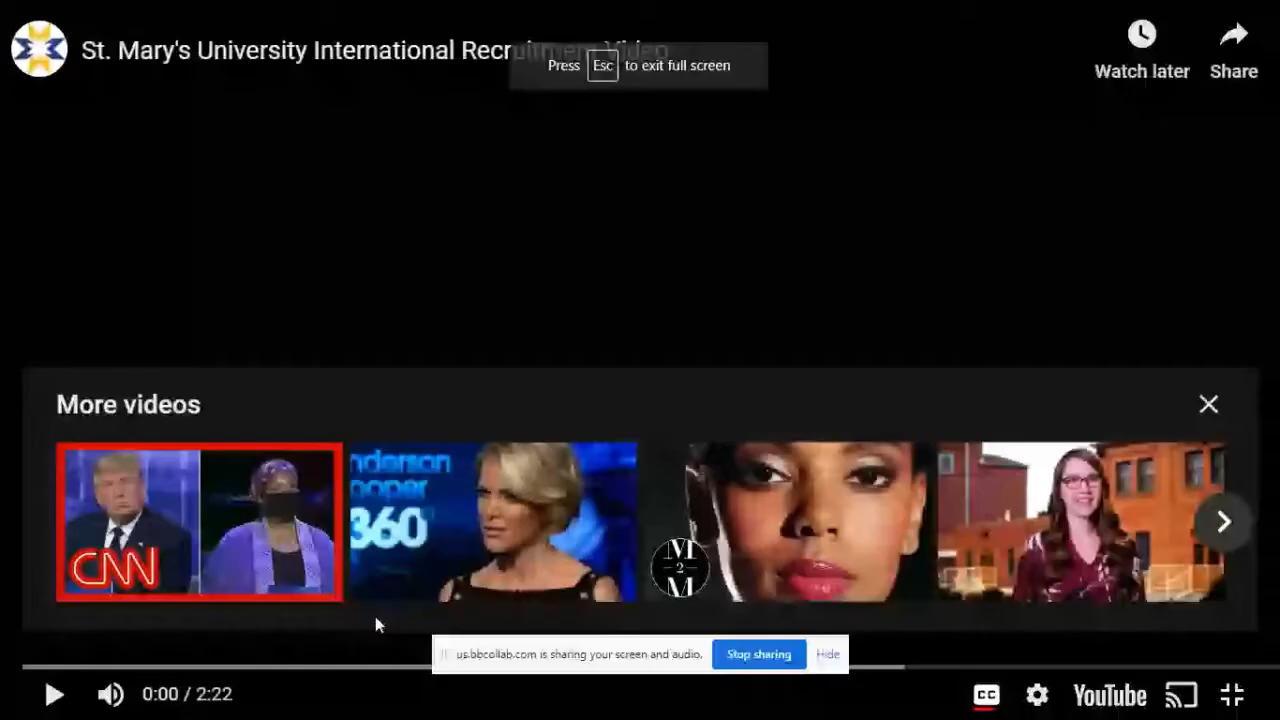 St. Mary's University International Recruitment Video
Press Esc to exit full screen
Watch later
Share
More videos
CNN
nderson
ooper
360°
M
2
M
us.bbcollab.com is sharing your screen and audio.
Stop sharing
Hide
0:00 / 2:22
CC
YouTube